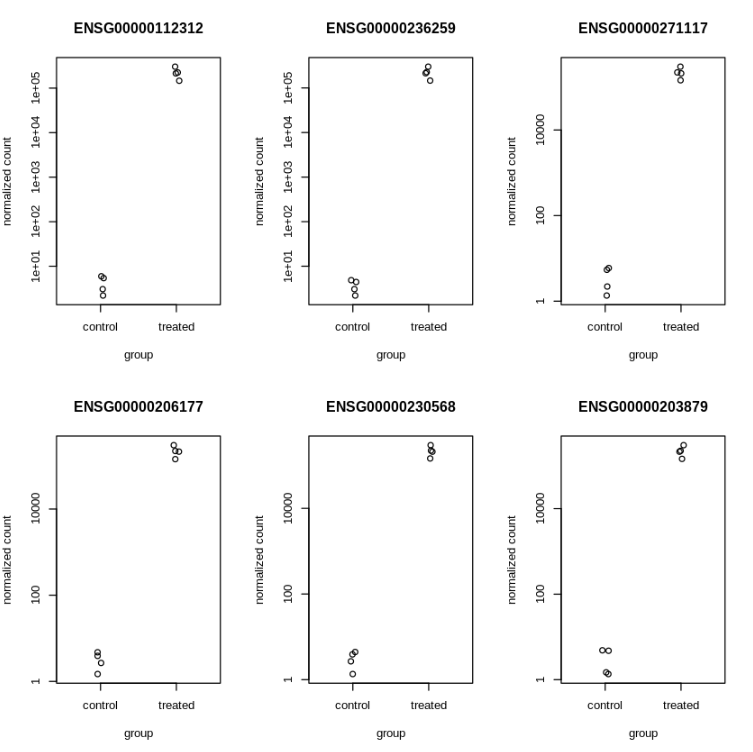 ENSG00000112312
normalized count
1e+05
1e+04
1e+03
1e+02
1e+01
control treated
group
ENSG00000236259
normalized count
1e+05
1e+04
1e+03
1e+02
1e+01
control treated
group
ENSG00000271117
normalized count
10000
100
1
control treated
group
ENSG00000206177
normalized count
10000
100
1
control treated
group
ENSG00000230568
normalized count
10000
100
1
control treated
group
ENSG00000203879
normalized count
10000
100
1
control treated
group